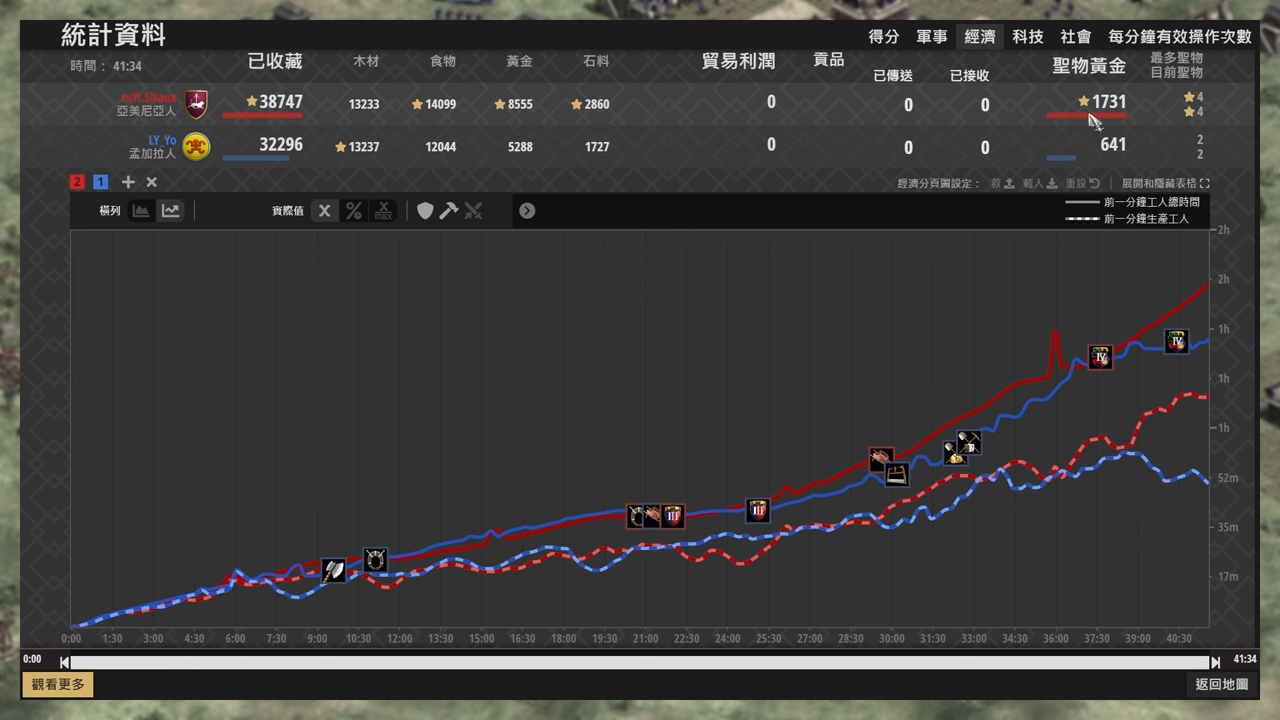 統計資料
得分 軍事 經濟 科技 社會 每分鐘有效操作次數
時間： 41:34
已收藏 木材 食物 黃金 石料 貿易利潤 貢品 已傳送 已接收 聖物黃金 最多聖物
目前聖物
亞美尼亞人 38747 13233 14099 8555 2860 0 0 0 1731 4
4
LY_Yo
孟加拉人 32296 13237 12044 5288 1727 0 0 0 641 2
2
2 1 經濟分頁圖設定： 載入 重設 展開和隱藏表格
橫列 實際值 X % X max
前一分鐘工人總時間
前一分鐘生產工人
2h
2h
1h
1h
1h
52m
35m
17m
IV IV
III III
0:00 1:30 3:00 4:30 6:00 7:30 9:00 10:30 12:00 13:30 15:00 16:30 18:00 19:30 21:00 22:30 24:00 25:30 27:00 28:30 30:00 31:30 33:00 34:30 36:00 37:30 39:00 40:30
0:00 41:34
觀看更多 返回地圖